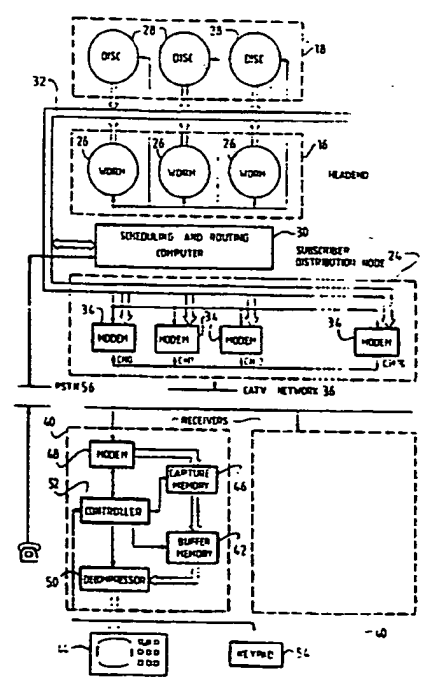 28 28
DISC DISC DISC
18
32
26 26 26
16
WORM WORM WORM
HEADEND
30
SCHEDULING AND ROUTING
COMPUTER
SUBSCRIBER
DISTRIBUTION NODE
24
34 34 34
MODEM MODEM MODEM MODEM
PSTN 56
CATV NETWORK 36
RECEIVERS
40
48
MODEM
CAPTURE
MEMORY
46
52
CONTROLLER
BUFFER
MEMORY
42
50
DECOMPRESSOR
44
KEYPAD
54
40